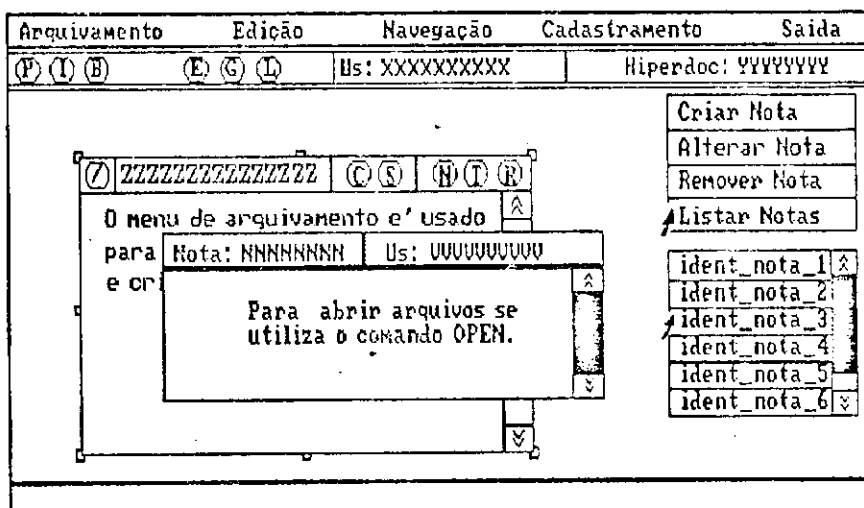 Arquivamento Edição Navegação Cadastramento Saida
P I B E G L Us: XXXXXXXXXX Hiperdoc: YYYYYYYY
Criar Nota
Alterar Nota
Remover Nota
Listar Notas
Z ZZZZZZZZZZZZZZZ C S N I R
O menu de arquivamento e' usado
para
e cri
Nota: NNNNNNNN Us: VVVVVVVVVV
Para abrir arquivos se
utiliza o comando OPEN.
ident_nota_1
ident_nota_2
ident_nota_3
ident_nota_4
ident_nota_5
ident_nota_6